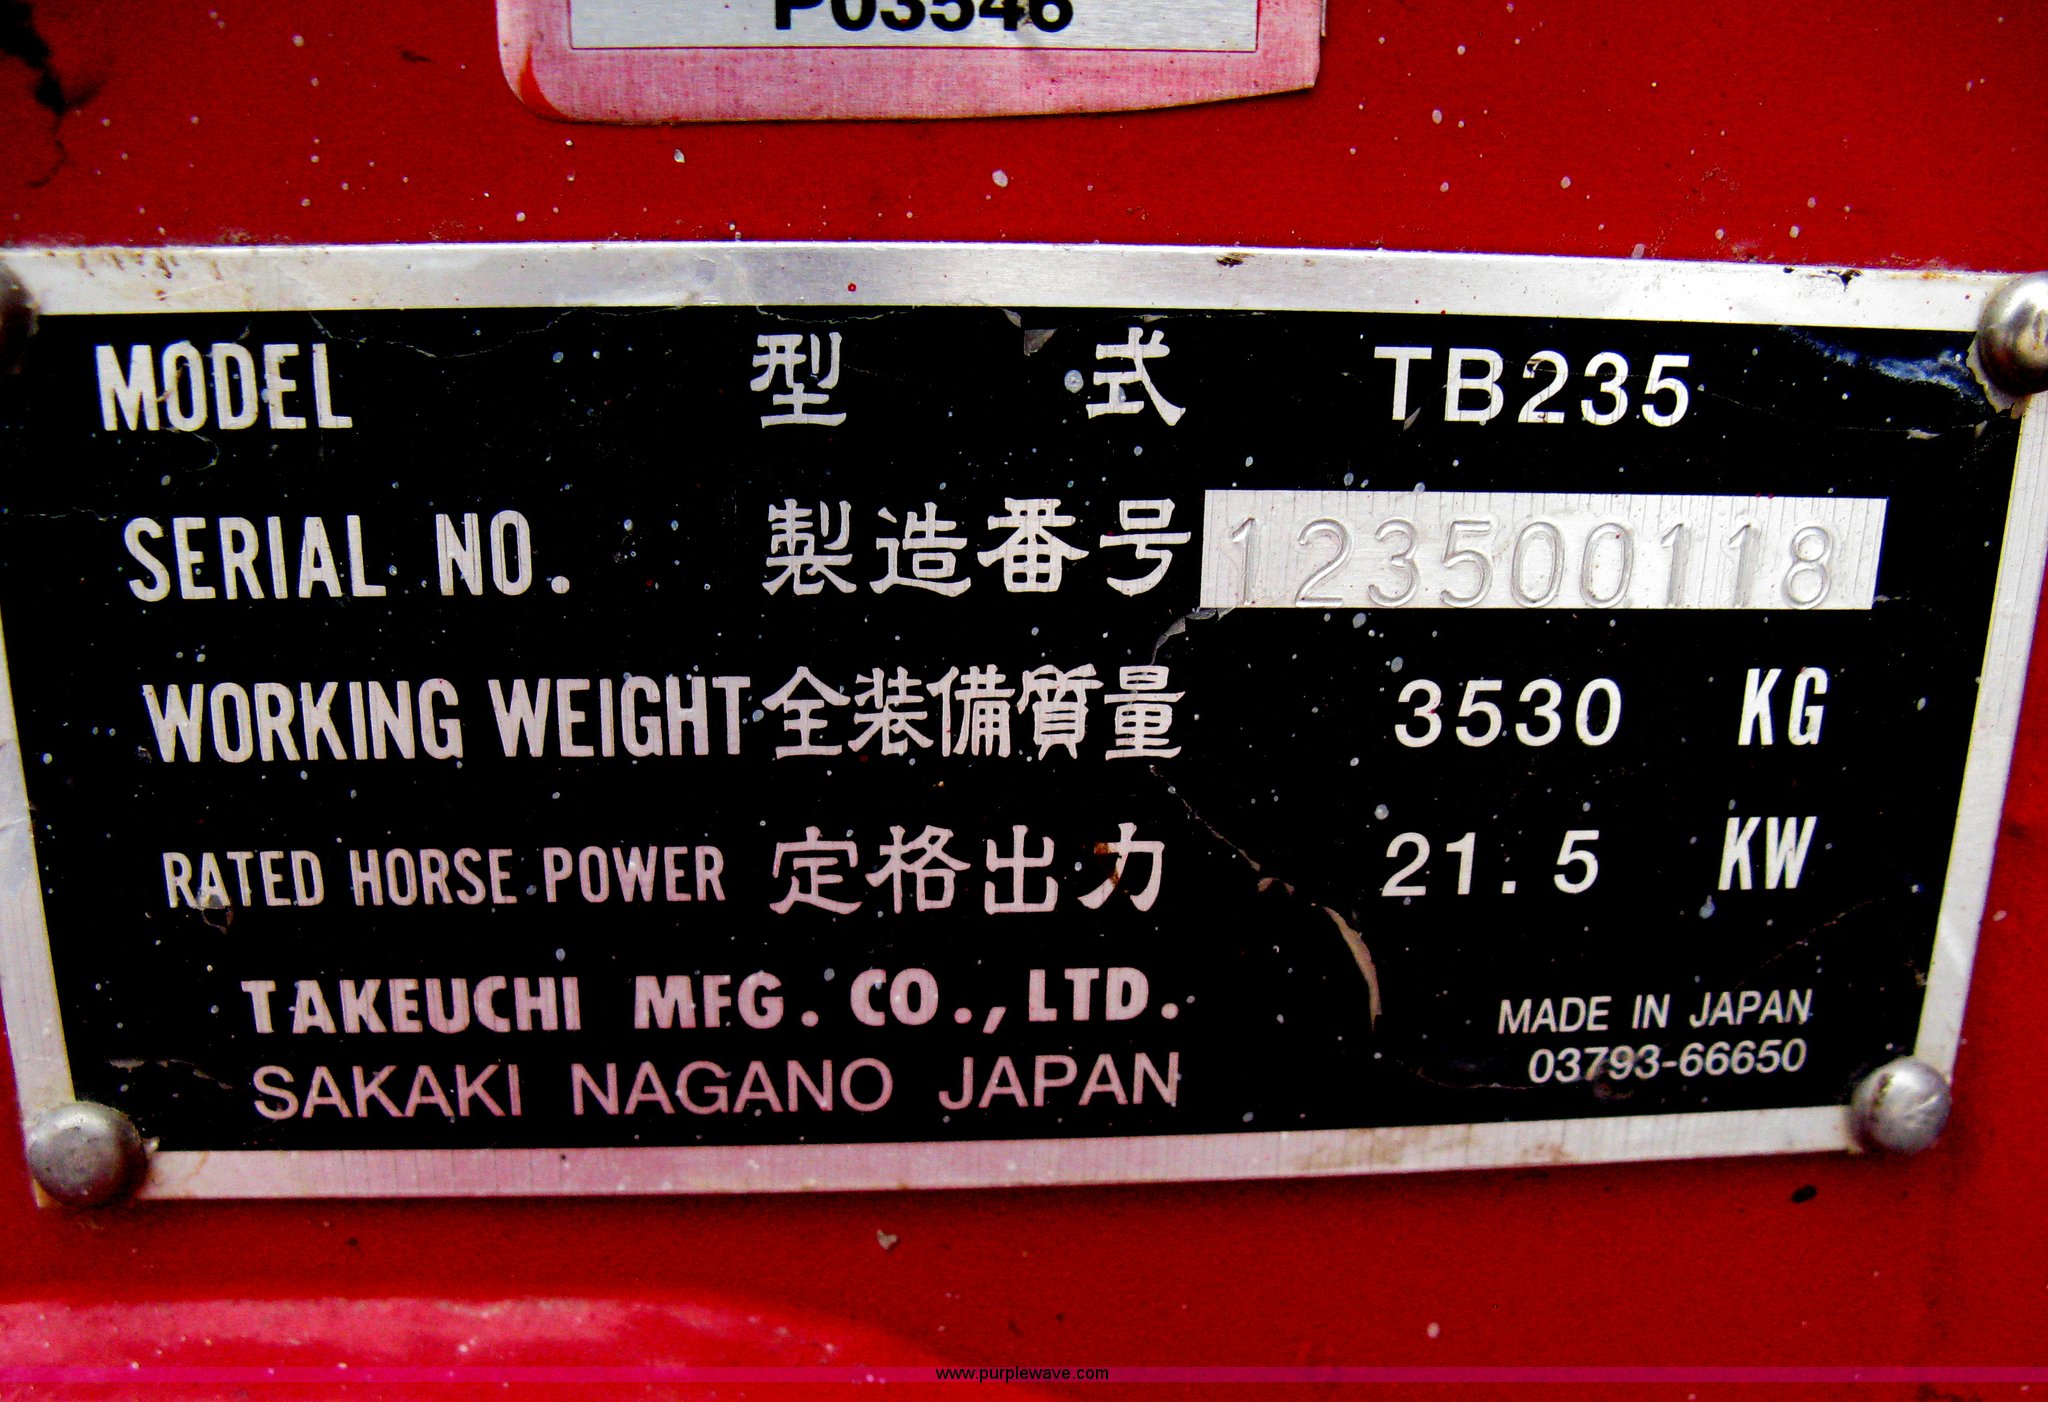 P03546
MODEL 型 式 TB235
SERIAL NO. 製造番号 123500118
WORKING WEIGHT 全装備質量 3530 KG
RATED HORSE POWER 定格出力 21.5 KW
TAKEUCHI MFG. CO., LTD.
SAKAKI NAGANO JAPAN
MADE IN JAPAN
03793-66650
www.purplewave.com